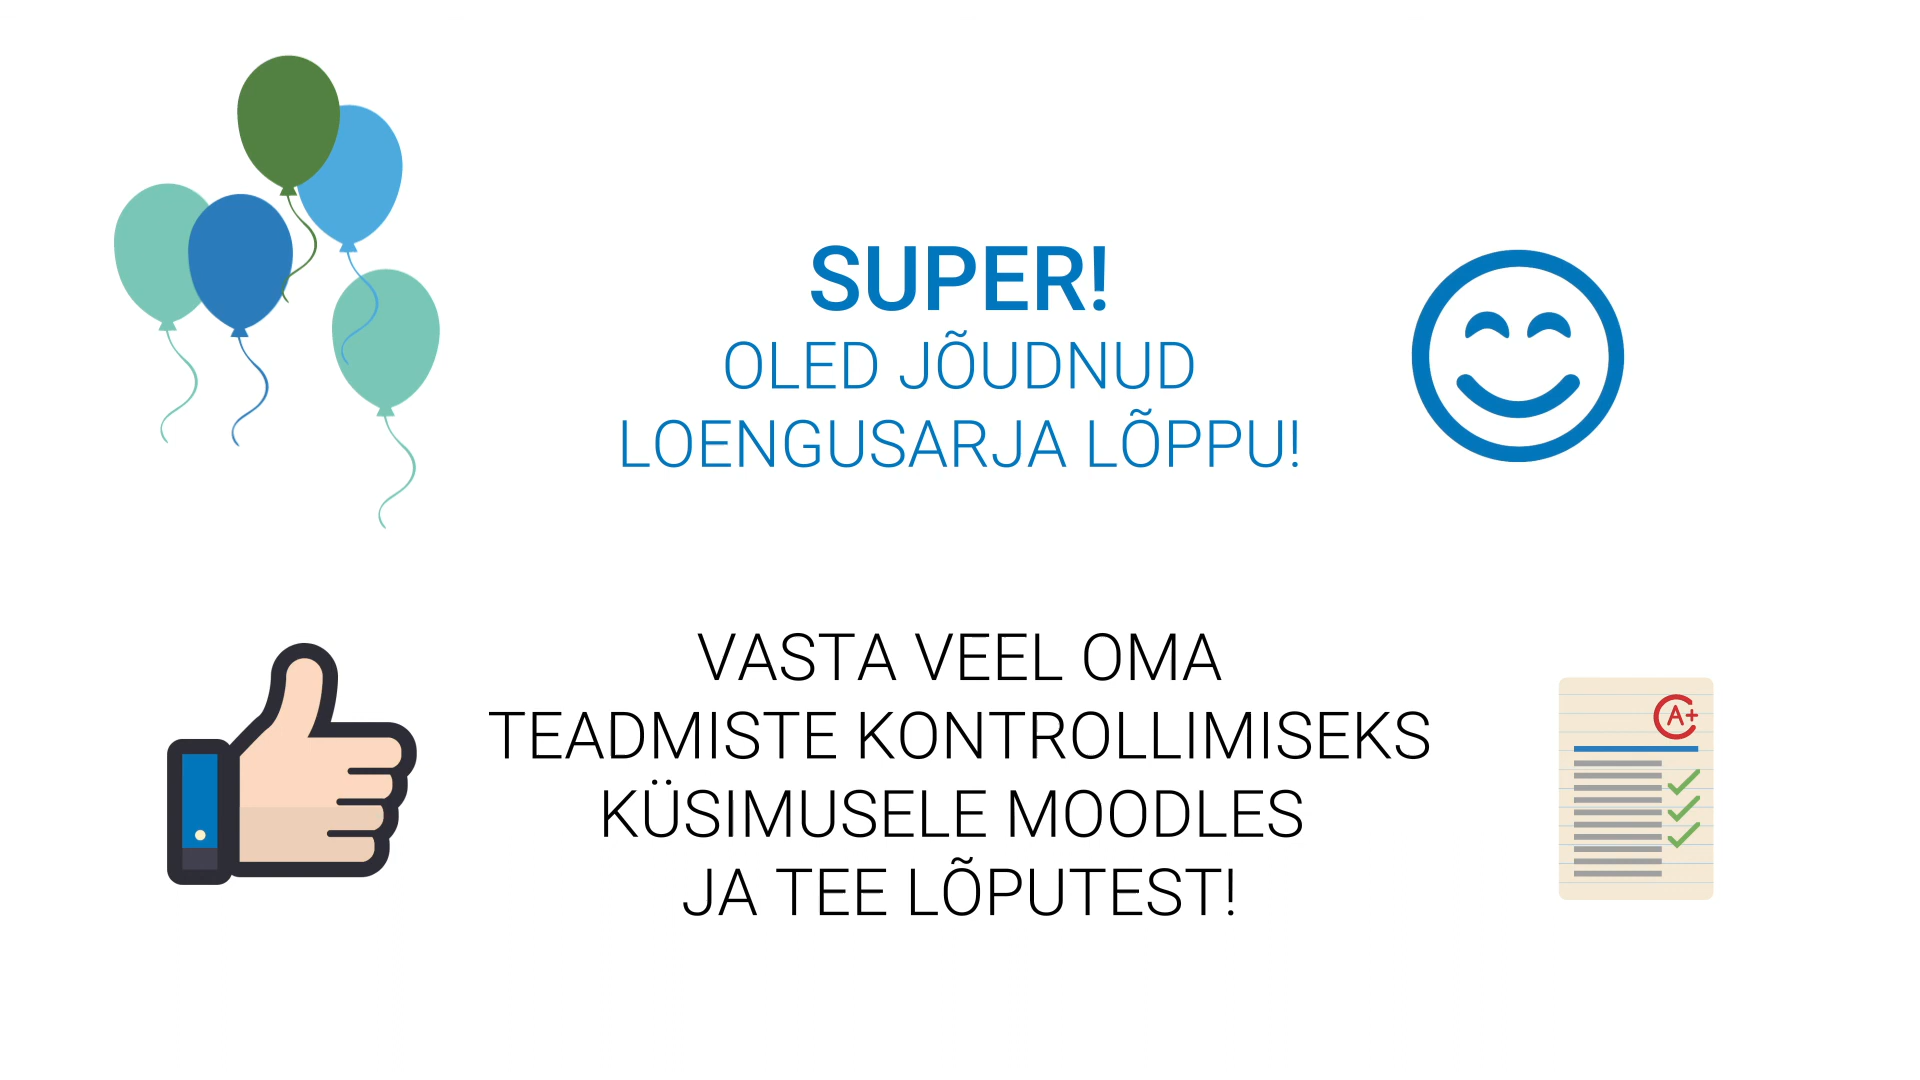 SUPER!
OLED JÕUDNUD
LOENGUSARJA LÕPPU!
VASTA VEEL OMA
TEADMISTE KONTROLLIMISEKS
KÜSIMUSELE MOODLES
JA TEE LÕPUTEST!
A+